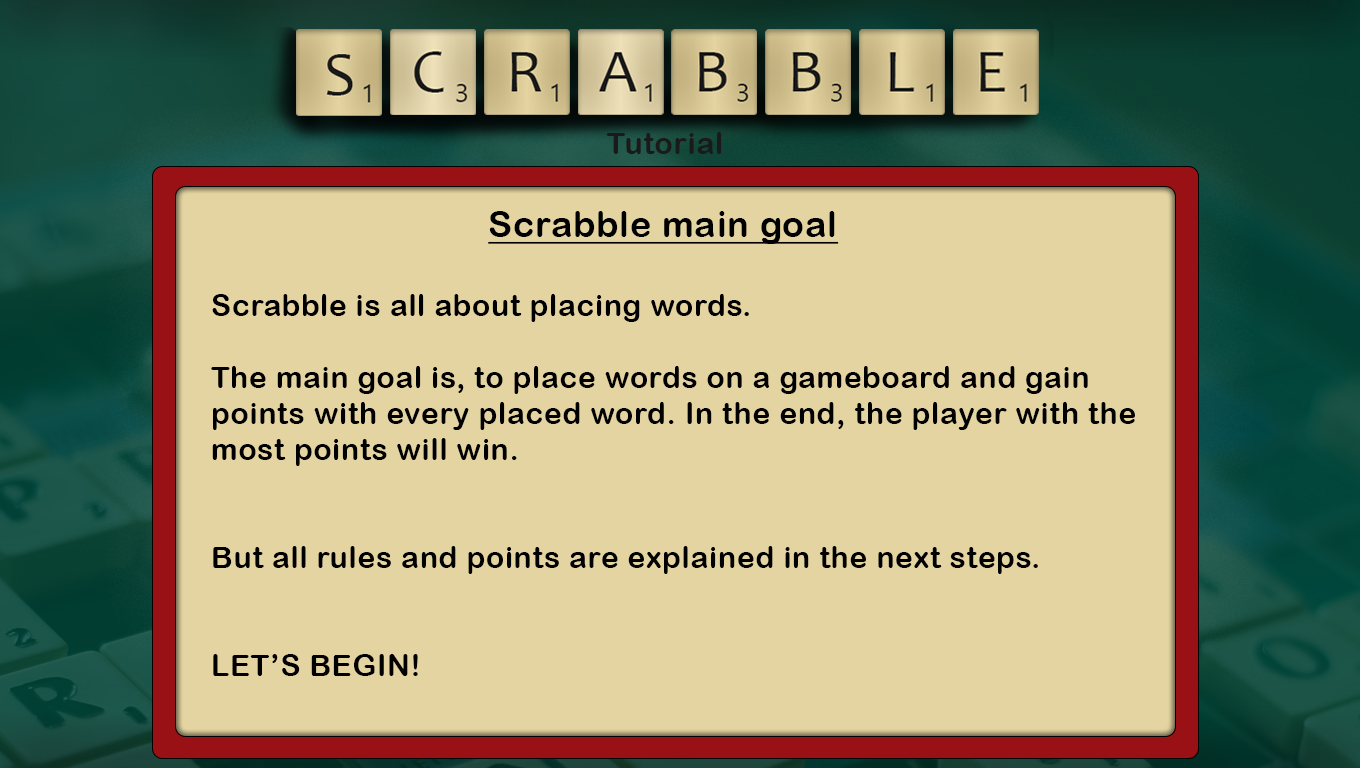 S1 C3 R1 A1 B3 B3 L1 E1
Tutorial
Scrabble main goal
Scrabble is all about placing words.
The main goal is, to place words on a gameboard and gain
points with every placed word. In the end, the player with the
most points will win.
But all rules and points are explained in the next steps.
LET’S BEGIN!
P 2
2
R 1
O